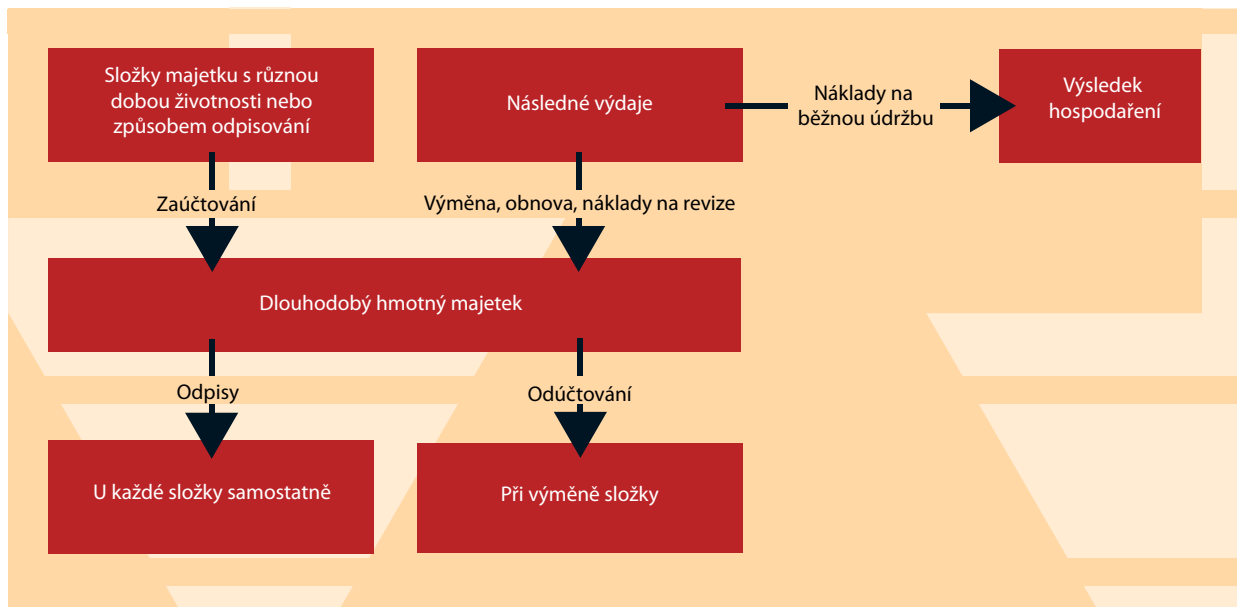 Složky majetku s různou
dobou životnosti nebo
způsobem odpisování
Následné výdaje
Náklady na
běžnou údržbu
Výsledek
hospodaření
Zaúčtování
Výměna, obnova, náklady na revize
Dlouhodobý hmotný majetek
Odpisy
Odúčtování
U každé složky samostatně
Při výměně složky